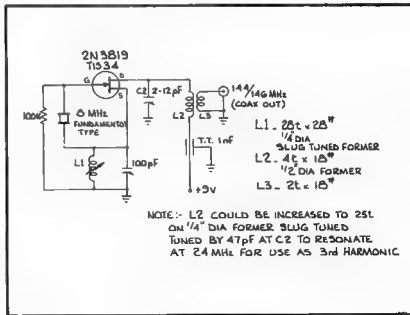 2N3819
TIS34
G
D
S
100K
8 MHz
FUNDAMENTAL
TYPE
L1
100pF
C2
2-12pF
L2
L3
144/
146 MHz
(COAX OUT)
T.T. 1nF
+9V
L1_ 28t x 28#
1/4 DIA
SLUG TUNED FORMER
L2_ 4t x 18#
1/2" DIA FORMER
L3_ 2t x 18#
NOTE:- L2 COULD BE INCREASED TO 25t
ON 1/4" DIA FORMER SLUG TUNED
TUNED BY 47pF AT C2 TO RESONATE
AT 24 MHz FOR USE AS 3rd HARMONIC